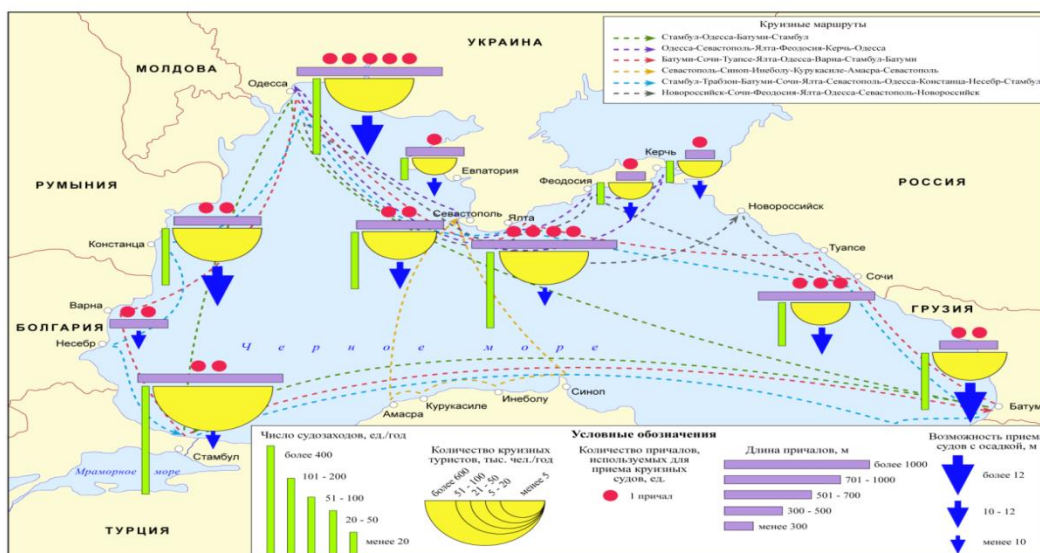 Круизные маршруты
Стамбул-Одесса-Батуми-Стамбул
Одесса-Севастополь-Ялта-Феодосия-Керчь-Одесса
Батуми-Сочи-Туапсе-Ялта-Одесса-Варна-Стамбул-Батуми
Севастополь-Синоп-Инеболу-Курукасиле-Амасра-Севастополь
Стамбул-Трабзон-Батуми-Сочи-Ялта-Севастополь-Одесса-Констанца-Несебр-Стамбул
Новороссийск-Сочи-Феодосия-Ялта-Одесса-Севастополь-Новороссийск
УКРАИНА
МОЛДОВА
Одесса
Евпатория
Керчь
Феодосия
РУМЫНИЯ
РОССИЯ
Севастополь
Ялта
Новороссийск
Констанца
Туапсе
Сочи
Варна
БОЛГАРИЯ
ГРУЗИЯ
Несебр
Черное море
Синоп
Инеболу
Курукасиле
Амасра
Батум
Стамбул
Мраморное море
ТУРЦИЯ
Условные обозначения
Число судозаходов, ед./год
более 400
101 - 200
51 - 100
20 - 50
менее 20
Количество круизных
туристов, тыс. чел./год
более 600
51 - 100
21 - 50
5 - 20
менее 5
Количество причалов,
используемых для
приема круизных
судов, ед.
1 причал
Длина причалов, м
более 1000
701 - 1000
501 - 700
300 - 500
менее 300
Возможность приема
судов с осадкой, м
более 12
10 - 12
менее 10